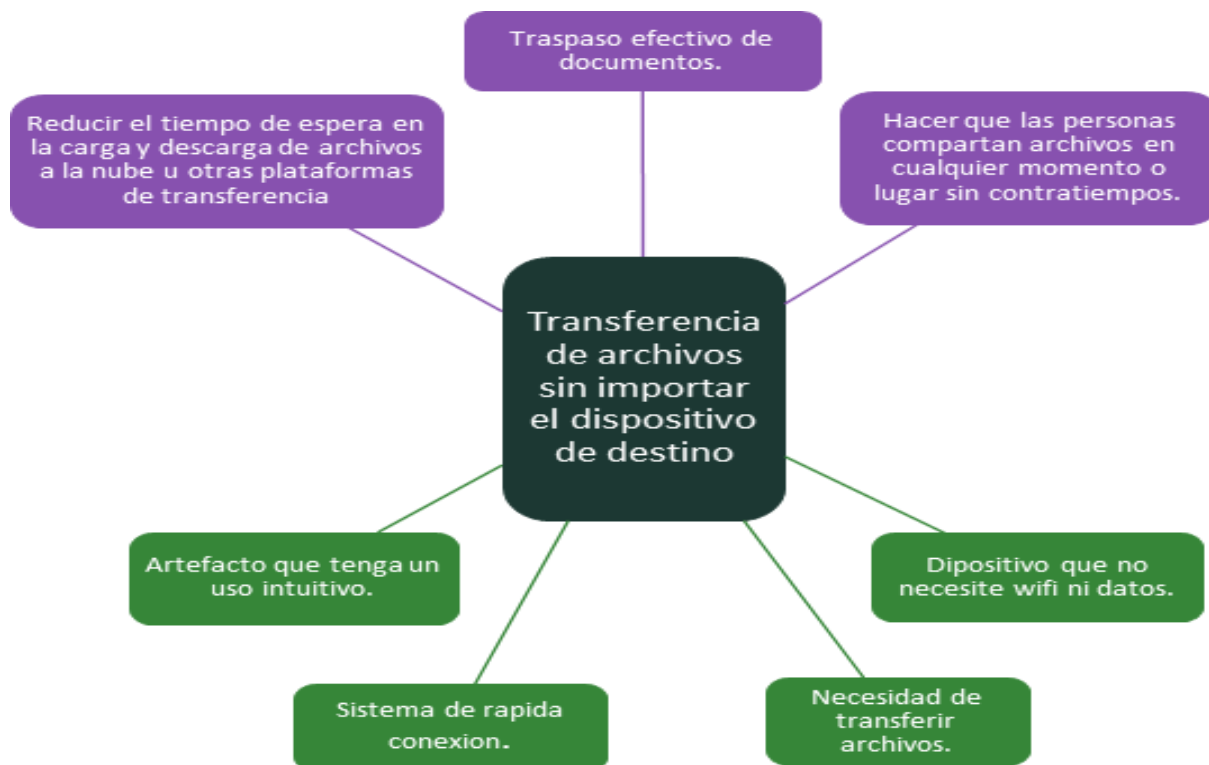 Traspaso efectivo de
documentos.
Reducir el tiempo de espera en
la carga y descarga de archivos
a la nube u otras plataformas
de transferencia
Hacer que las personas
compartan archivos en
cualquier momento o
lugar sin contratiempos.
Transferencia
de archivos
sin importar
el dispositivo
de destino
Artefacto que tenga un
uso intuitivo.
Dipositivo que no
necesite wifi ni datos.
Sistema de rapida
conexion.
Necesidad de
transferir
archivos.